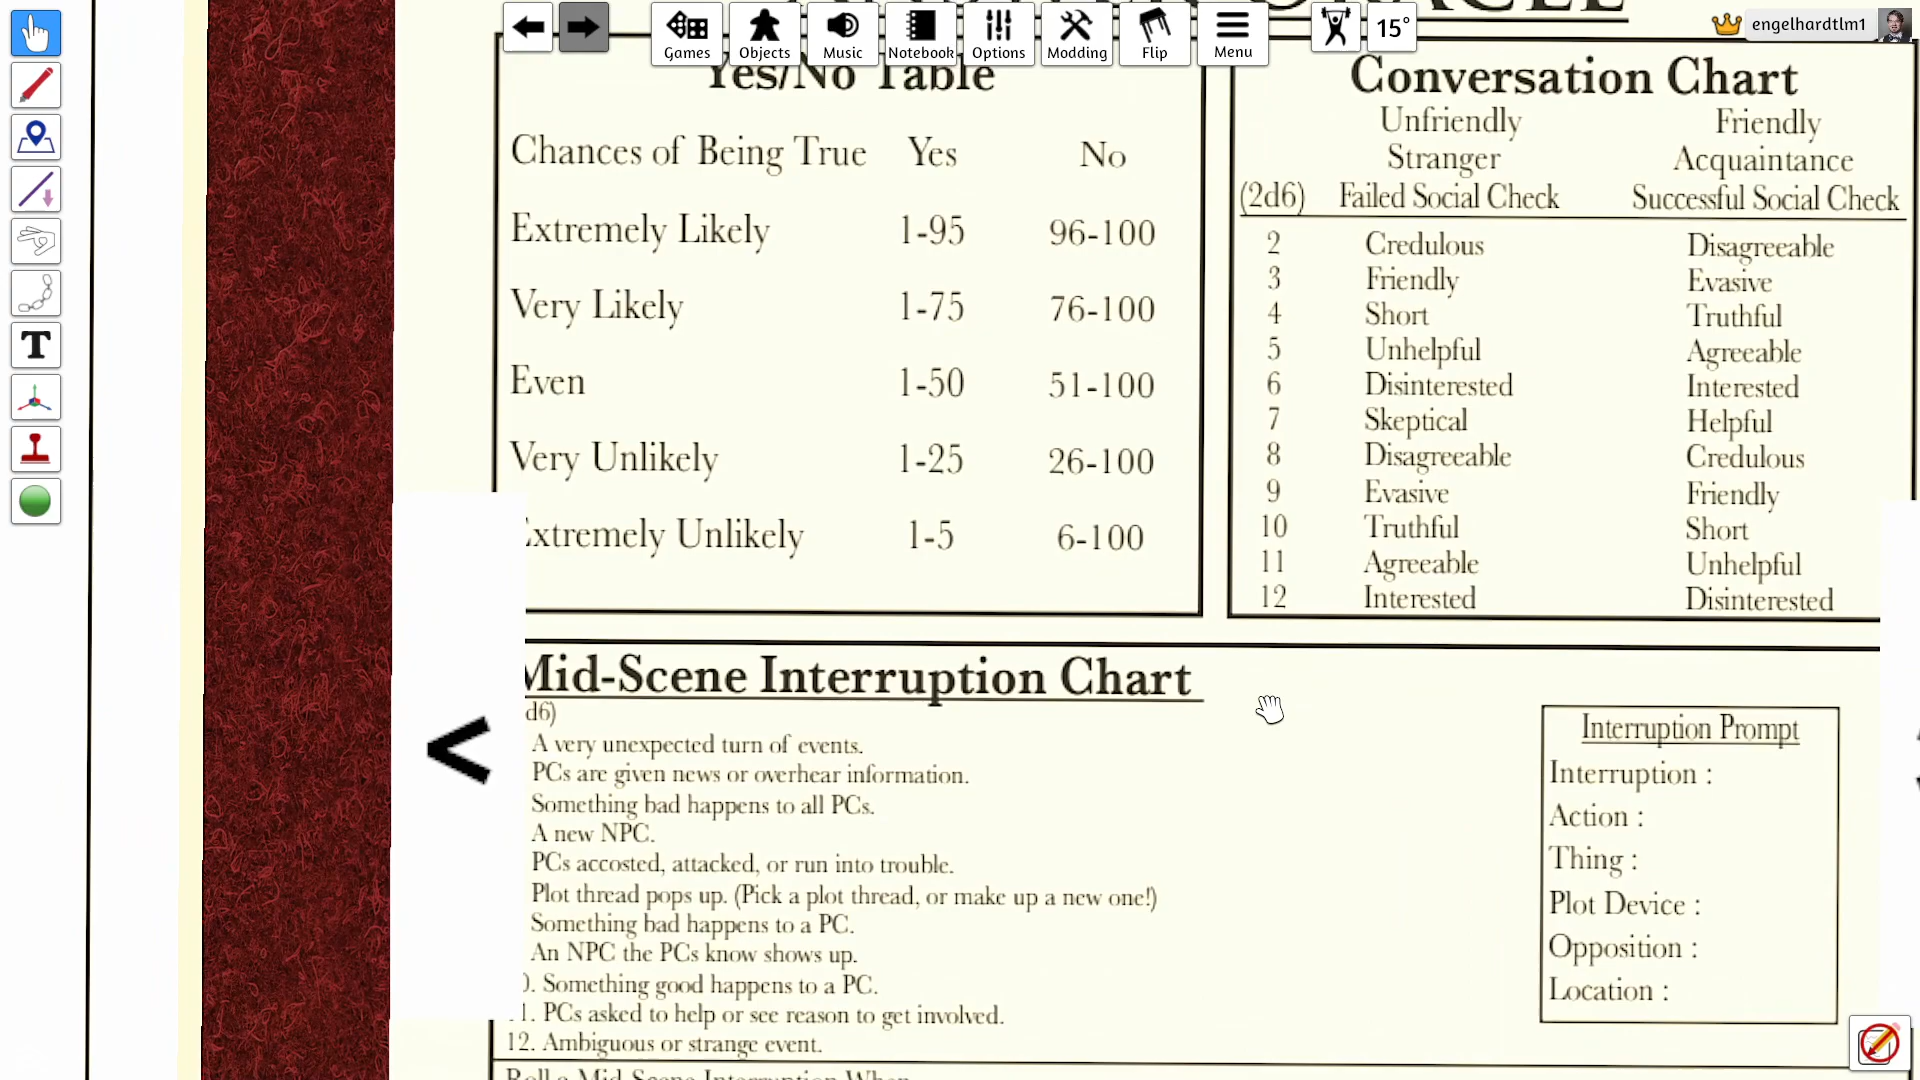 Games Objects Music Notebook Options Modding Flip Menu
15°
engelhardtlm1
Yes/No Table
Chances of Being True Yes No
Extremely Likely 1-95 96-100
Very Likely 1-75 76-100
Even 1-50 51-100
Very Unlikely 1-25 26-100
xtremely Unlikely 1-5 6-100
Conversation Chart
Unfriendly Friendly
Stranger Acquaintance
(2d6) Failed Social Check Successful Social Check
2 Credulous Disagreeable
3 Friendly Evasive
4 Short Truthful
5 Unhelpful Agreeable
6 Disinterested Interested
7 Skeptical Helpful
8 Disagreeable Credulous
9 Evasive Friendly
10 Truthful Short
11 Agreeable Unhelpful
12 Interested Disinterested
Mid-Scene Interruption Chart
d6)
A very unexpected turn of events.
PCs are given news or overhear information.
Something bad happens to all PCs.
A new NPC.
PCs accosted, attacked, or run into trouble.
Plot thread pops up. (Pick a plot thread, or make up a new one!)
Something bad happens to a PC.
An NPC the PCs know shows up.
0. Something good happens to a PC.
1. PCs asked to help or see reason to get involved.
12. Ambiguous or strange event.
Interruption Prompt
Interruption :
Action :
Thing :
Plot Device :
Opposition :
Location :
<
T